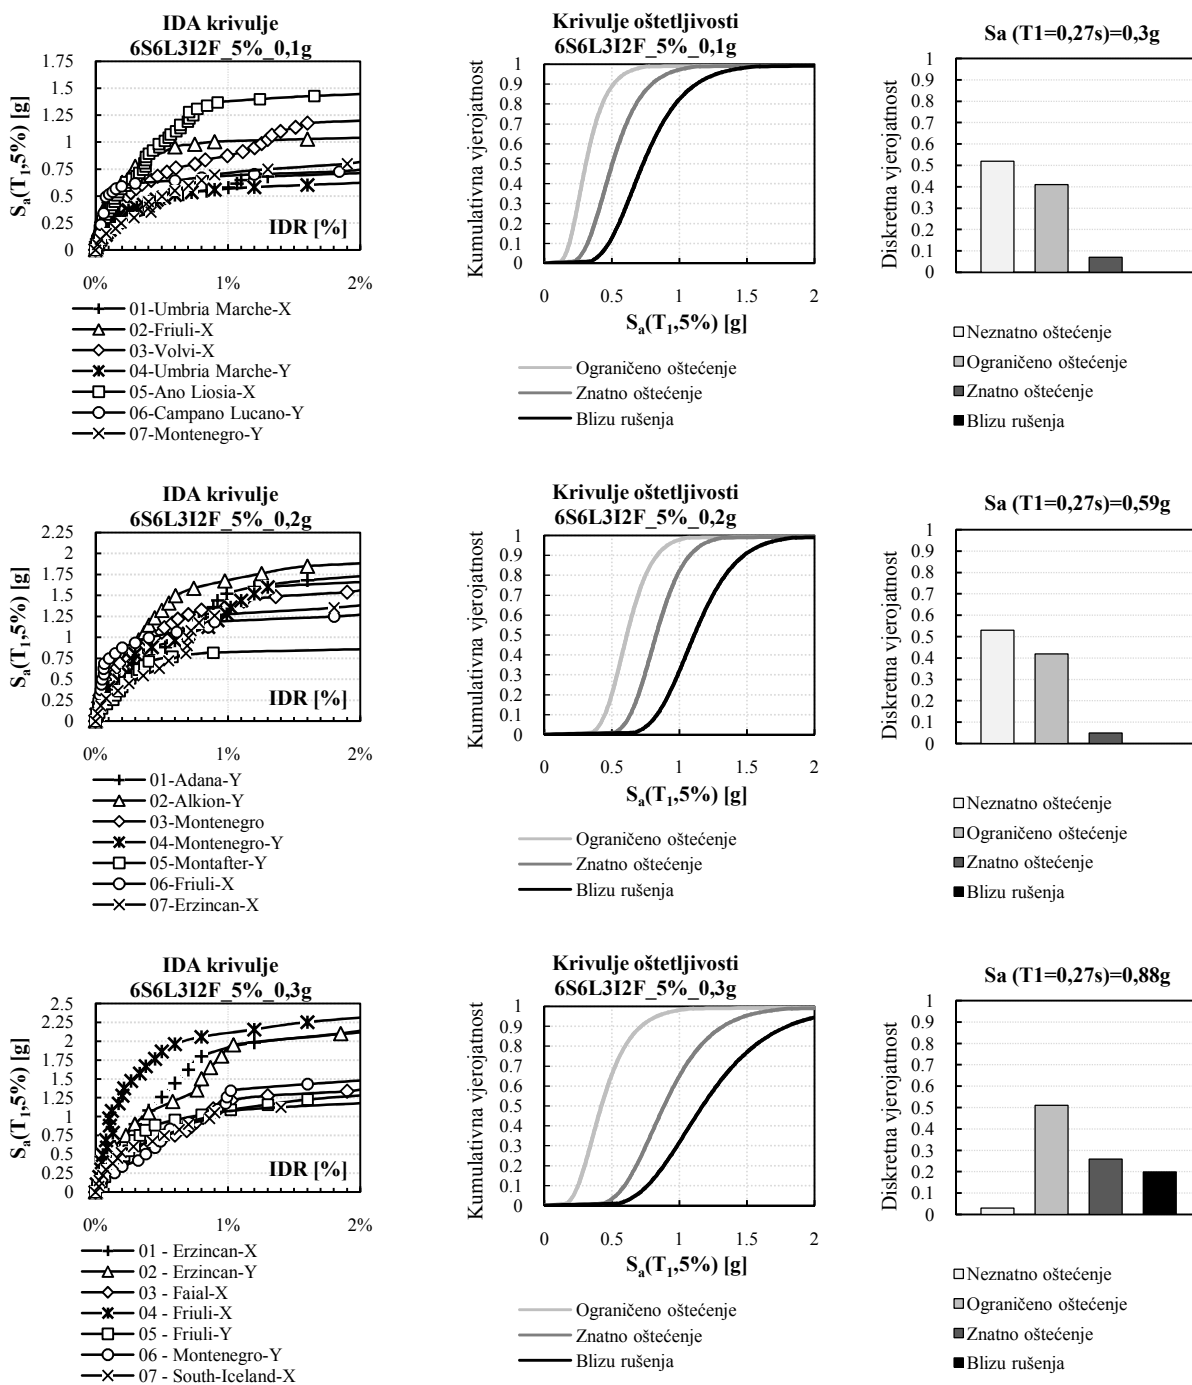 IDA krivulje
6S6L3I2F_5%_0,1g
Sa(T1,5%) [g]
1.75
1.5
1.25
1
0.75
0.5
0.25
0
IDR [%]
0% 1% 2%
01-Umbria Marche-X
02-Friuli-X
03-Volvi-X
04-Umbria Marche-Y
05-Ano Liosia-X
06-Campano Lucano-Y
07-Montenegro-Y
Krivulje oštetljivosti
6S6L3I2F_5%_0,1g
Kumulativna vjerojatnost
1
0.9
0.8
0.7
0.6
0.5
0.4
0.3
0.2
0.1
0
0 0.5 1 1.5 2
Sa(T1,5%) [g]
Ograničeno oštećenje
Znatno oštećenje
Blizu rušenja
Sa (T1=0,27s)=0,3g
Diskretna vjerojatnost
1
0.9
0.8
0.7
0.6
0.5
0.4
0.3
0.2
0.1
0
Neznatno oštećenje
Ograničeno oštećenje
Znatno oštećenje
Blizu rušenja
IDA krivulje
6S6L3I2F_5%_0,2g
Sa(T1,5%) [g]
2.25
2
1.75
1.5
1.25
1
0.75
0.5
0.25
0
IDR [%]
0% 1% 2%
01-Adana-Y
02-Alkion-Y
03-Montenegro
04-Montenegro-Y
05-Montafter-Y
06-Friuli-X
07-Erzincan-X
Krivulje oštetljivosti
6S6L3I2F_5%_0,2g
Kumulativna vjerojatnost
1
0.9
0.8
0.7
0.6
0.5
0.4
0.3
0.2
0.1
0
0 0.5 1 1.5 2
Sa(T1,5%) [g]
Ograničeno oštećenje
Znatno oštećenje
Blizu rušenja
Sa (T1=0,27s)=0,59g
Diskretna vjerojatnost
1
0.9
0.8
0.7
0.6
0.5
0.4
0.3
0.2
0.1
0
Neznatno oštećenje
Ograničeno oštećenje
Znatno oštećenje
Blizu rušenja
IDA krivulje
6S6L3I2F_5%_0,3g
Sa(T1,5%) [g]
2.5
2.25
2
1.75
1.5
1.25
1
0.75
0.5
0.25
0
IDR [%]
0% 1% 2%
01 - Erzincan-X
02 - Erzincan-Y
03 - Faial-X
04 - Friuli-X
05 - Friuli-Y
06 - Montenegro-Y
07 - South-Iceland-X
Krivulje oštetljivosti
6S6L3I2F_5%_0,3g
Kumulativna vjerojatnost
1
0.9
0.8
0.7
0.6
0.5
0.4
0.3
0.2
0.1
0
0 0.5 1 1.5 2
Sa(T1,5%) [g]
Ograničeno oštećenje
Znatno oštećenje
Blizu rušenja
Sa (T1=0,27s)=0,88g
Diskretna vjerojatnost
1
0.9
0.8
0.7
0.6
0.5
0.4
0.3
0.2
0.1
0
Neznatno oštećenje
Ograničeno oštećenje
Znatno oštećenje
Blizu rušenja